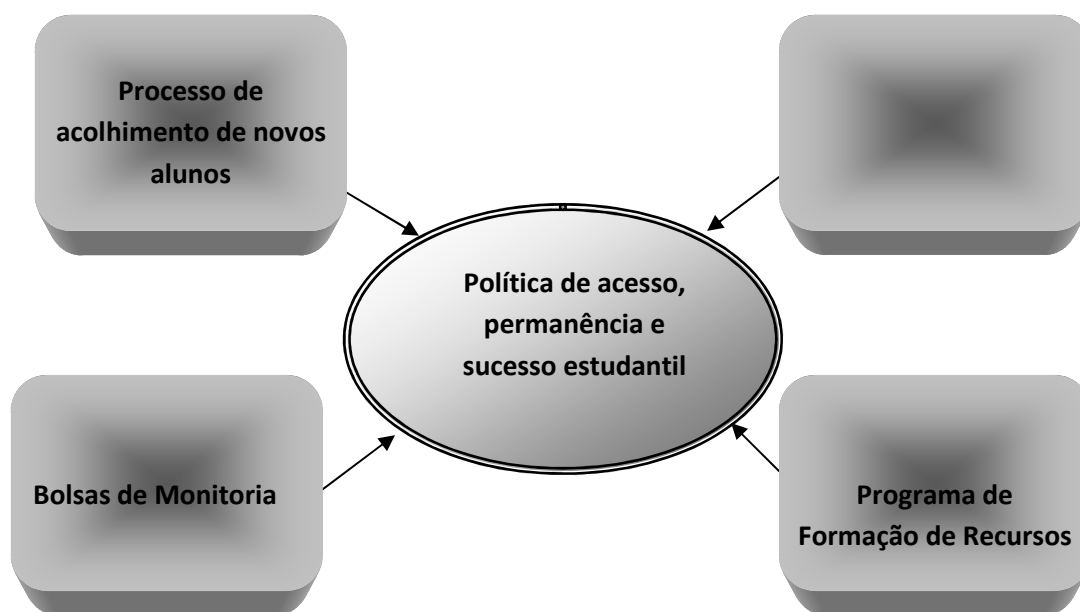 Processo de
acolhimento de novos
alunos
Política de acesso,
permanência e
sucesso estudantil
Bolsas de Monitoria
Programa de
Formação de Recursos